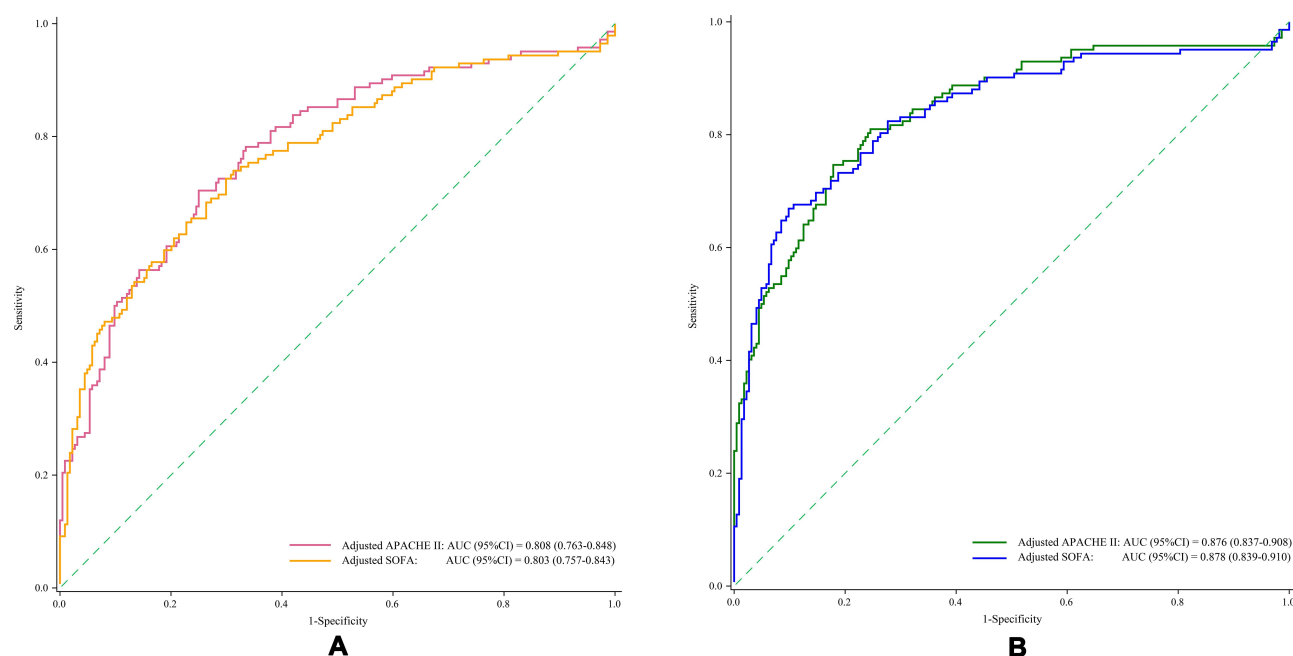 1.0
0.8
0.6
0.4
0.2
0.0
Sensitivity
Adjusted APACHE II: AUC (95%CI) = 0.808 (0.763-0.848)
Adjusted SOFA: AUC (95%CI) = 0.803 (0.757-0.843)
0.0 0.2 0.4 0.6 0.8 1.0
1-Specificity
A
1.0
0.8
0.6
0.4
0.2
0.0
Sensitivity
Adjusted APACHE II: AUC (95%CI) = 0.876 (0.837-0.908)
Adjusted SOFA: AUC (95%CI) = 0.878 (0.839-0.910)
0.0 0.2 0.4 0.6 0.8 1.0
1-Specificity
B